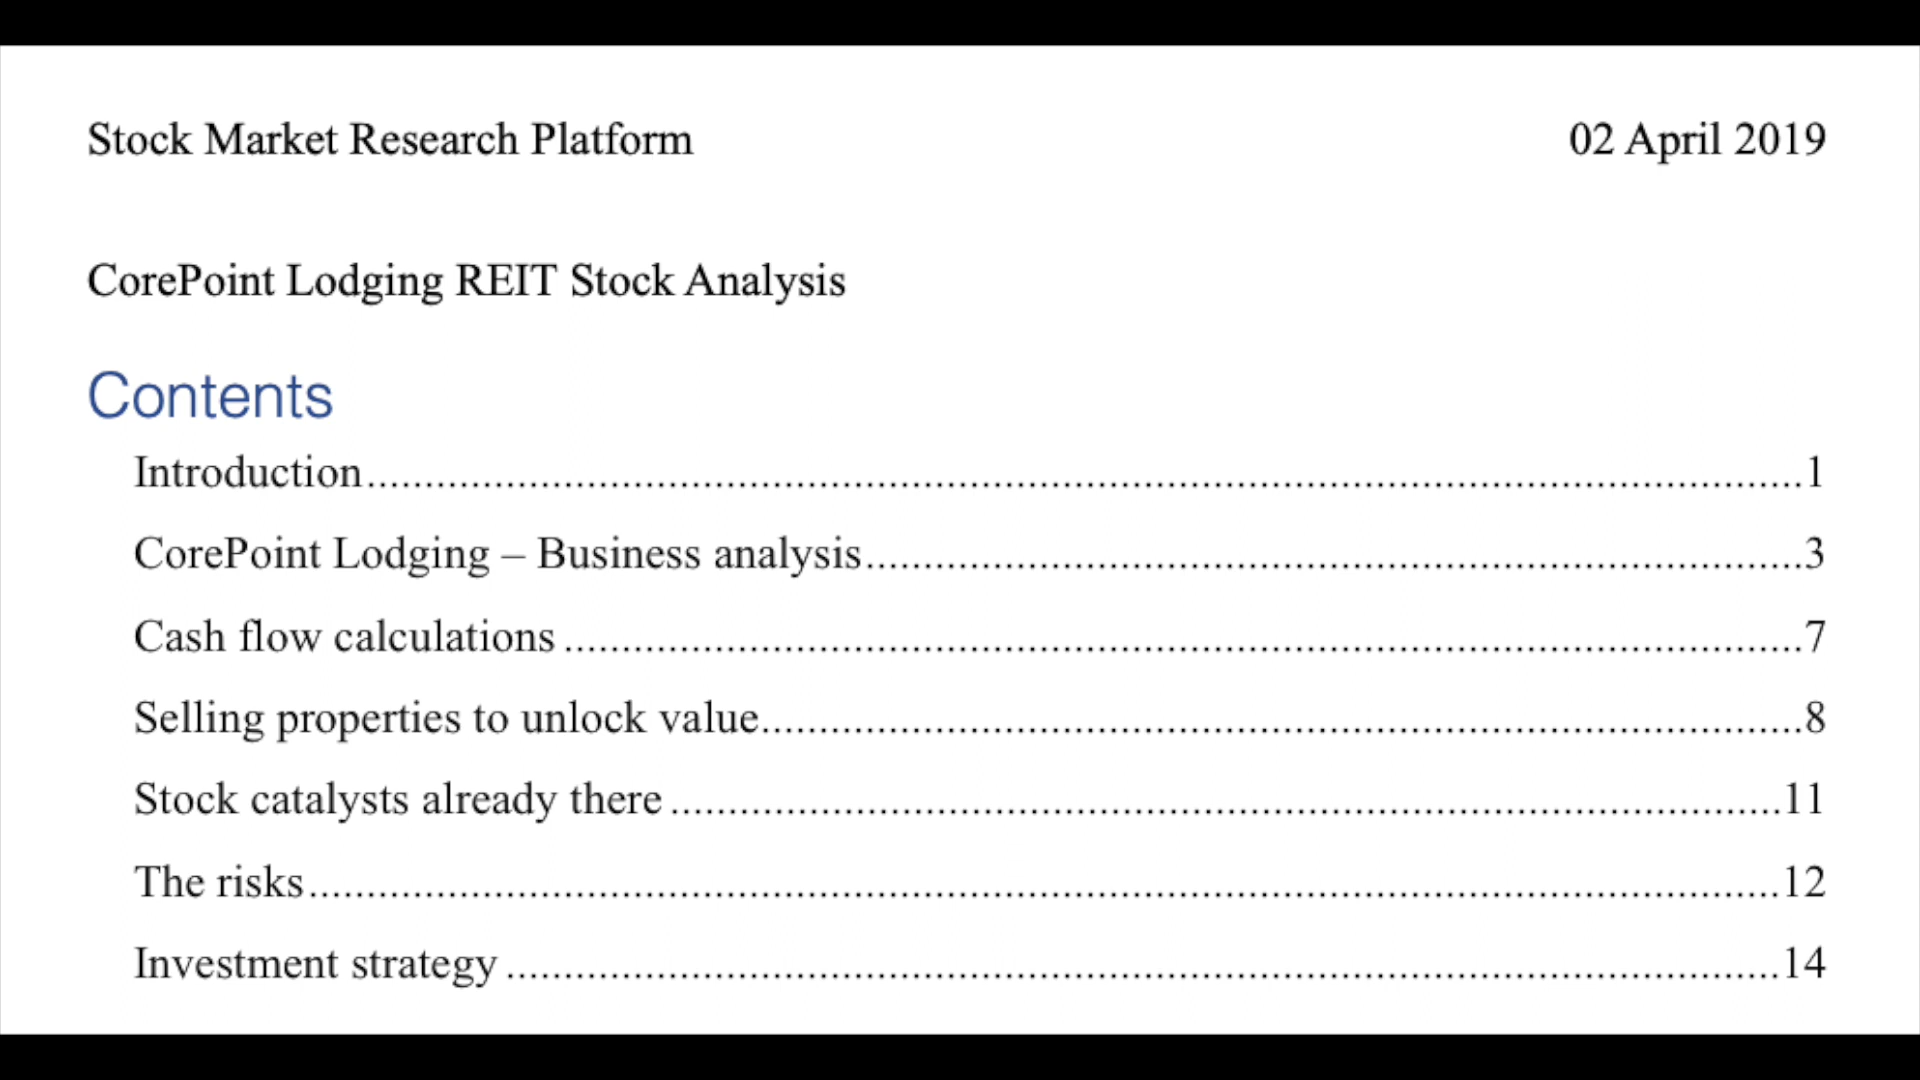 Stock Market Research Platform 02 April 2019
CorePoint Lodging REIT Stock Analysis
Contents
Introduction........................................................1
CorePoint Lodging – Business analysis........................................................3
Cash flow calculations ........................................................7
Selling properties to unlock value........................................................8
Stock catalysts already there ........................................................11
The risks........................................................12
Investment strategy ........................................................14